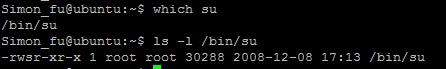 Simon_fu@ubuntu:~$ which su
/bin/su
Simon_fu@ubuntu:~$ ls -l /bin/su
-rwsr-xr-x 1 root root 30288 2008-12-08 17:13 /bin/su